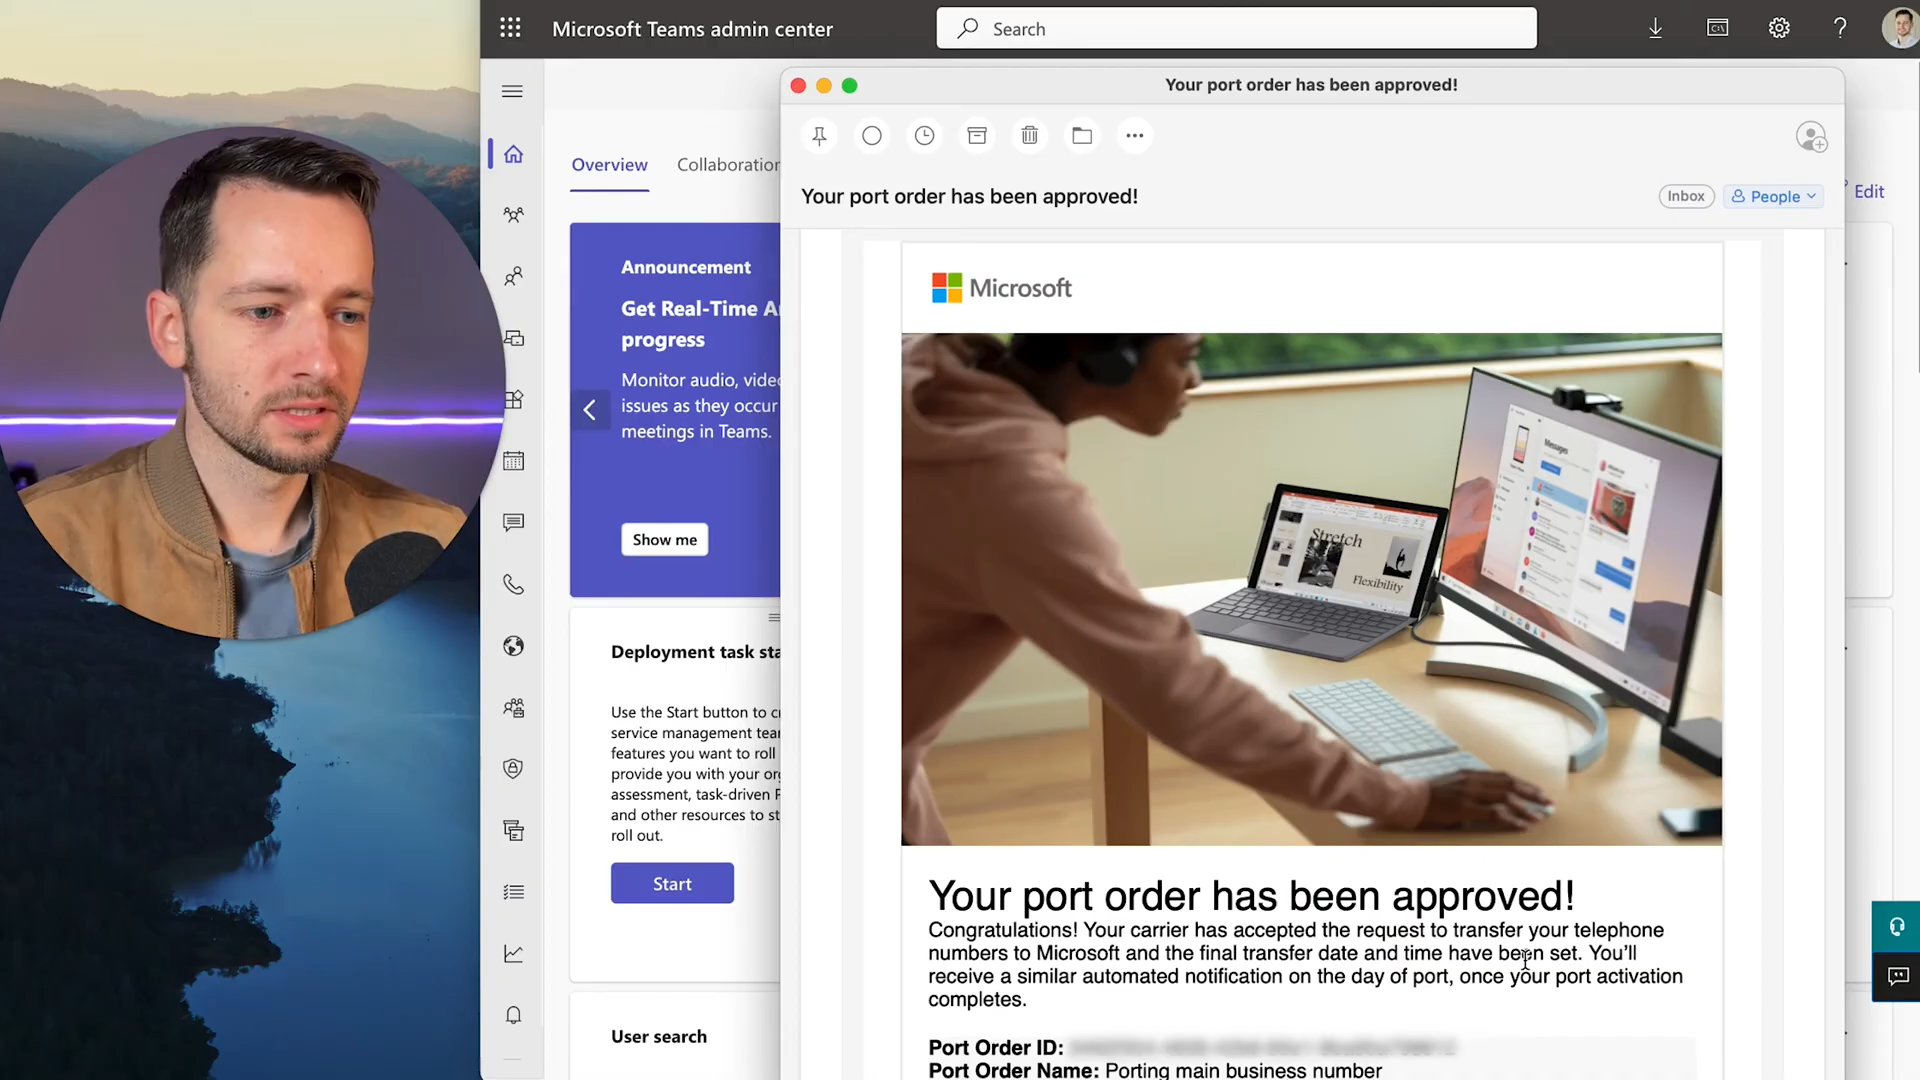 Microsoft Teams admin center
Search
Your port order has been approved!
Overview
Collaboration
Your port order has been approved!
Inbox
People
Edit
Announcement
Get Real-Time A
progress
Monitor audio, vide
issues as they occur
meetings in Teams.
Show me
Microsoft
Messages
Stretch
Flexibility
Deployment task sta
Use the Start button to cr
service management tear
features you want to roll
provide you with your org
assessment, task-driven P
and other resources to st
roll out.
Start
Your port order has been approved!
Congratulations! Your carrier has accepted the request to transfer your telephone
numbers to Microsoft and the final transfer date and time have been set. You'll
receive a similar automated notification on the day of port, once your port activation
completes.
Port Order ID:
Port Order Name: Porting main business number
User search